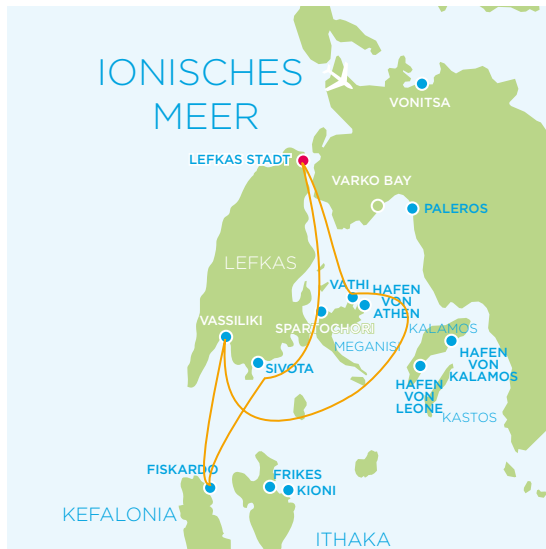 IONISCHES
MEER
VONITSA
LEFKAS STADT
VARKO BAY
PALEROS
LEFKAS
VATHI
HAFEN
VON
ATHEN
VASSILIKI
SPARTOCHORI
KALAMOS
MEGANISI
HAFEN
VON
KALAMOS
SIVOTA
HAFEN
VON
LEONE
KASTOS
FISKARDO
FRIKES
KIONI
KEFALONIA
ITHAKA